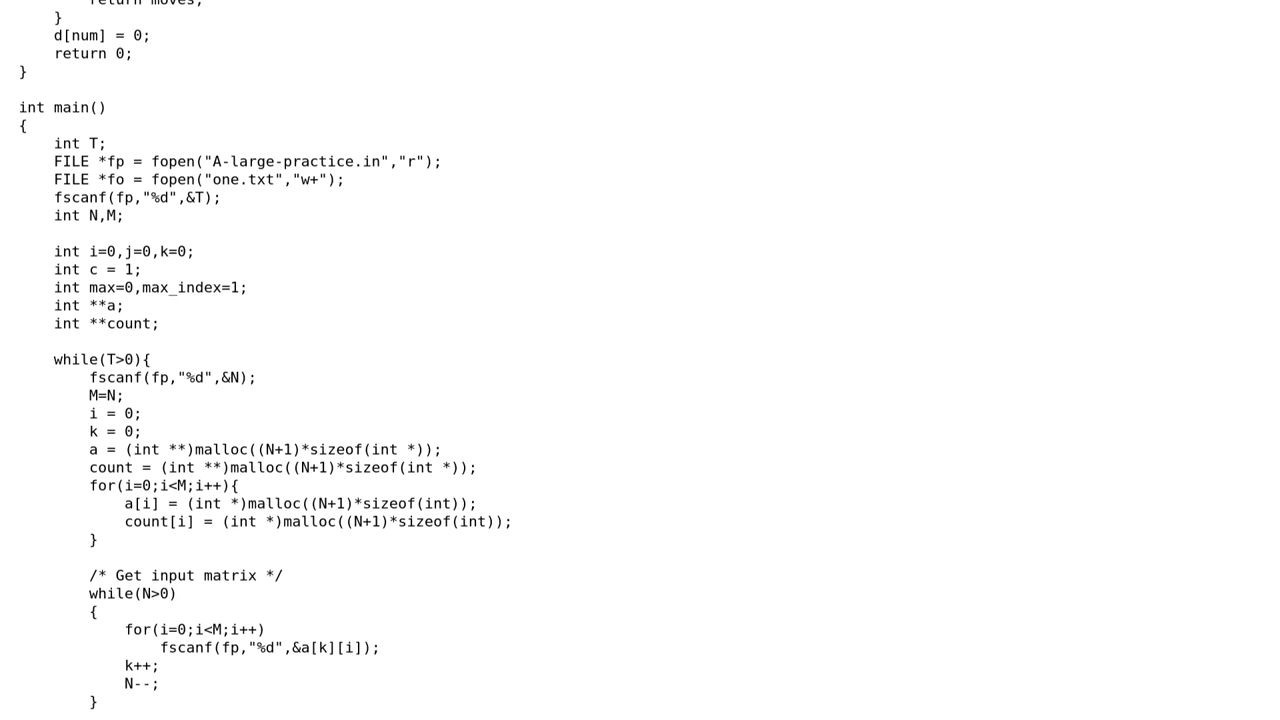 return moves;
    }
    d[num] = 0;
    return 0;
}

int main()
{
    int T;
    FILE *fp = fopen("A-large-practice.in","r");
    FILE *fo = fopen("one.txt","w+");
    fscanf(fp,"%d",&T);
    int N,M;

    int i=0,j=0,k=0;
    int c = 1;
    int max=0,max_index=1;
    int **a;
    int **count;

    while(T>0){
        fscanf(fp,"%d",&N);
        M=N;
        i = 0;
        k = 0;
        a = (int **)malloc((N+1)*sizeof(int *));
        count = (int **)malloc((N+1)*sizeof(int *));
        for(i=0;i<M;i++){
            a[i] = (int *)malloc((N+1)*sizeof(int));
            count[i] = (int *)malloc((N+1)*sizeof(int));
        }

        /* Get input matrix */
        while(N>0)
        {
            for(i=0;i<M;i++)
                fscanf(fp,"%d",&a[k][i]);
            k++;
            N--;
        }